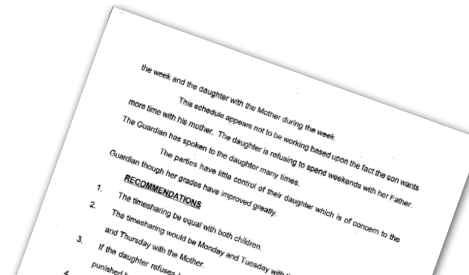 the week and the daughter with the Mother during the week.
This schedule appears not to be working based upon the fact the son wants
more time with his mother. The daughter is refusing to spend weekends with her Father.
The Guardian has spoken to the daughter many times.
The parties have little control of their daughter which is of concern to the
Guardian though her grades have improved greatly.
RECOMMENDATIONS
1. The timesharing be equal with both children.
2. The timesharing would be Monday and Tuesday with
and Thursday with the Mother.
3. If the daughter refuses
punished
4.